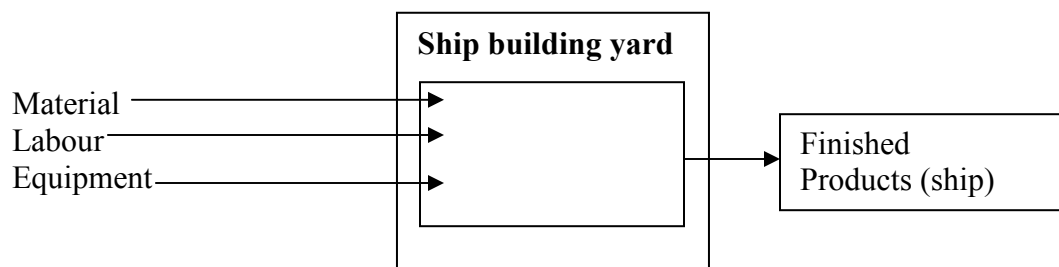 Ship building yard
Material
Labour
Equipment
Finished
Products (ship)